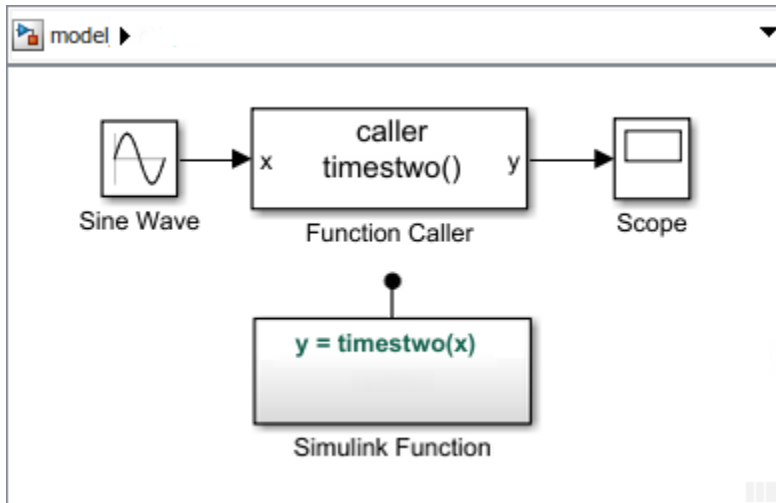 model
caller
x timestwo() y
Sine Wave
Function Caller
Scope
y = timestwo(x)
Simulink Function